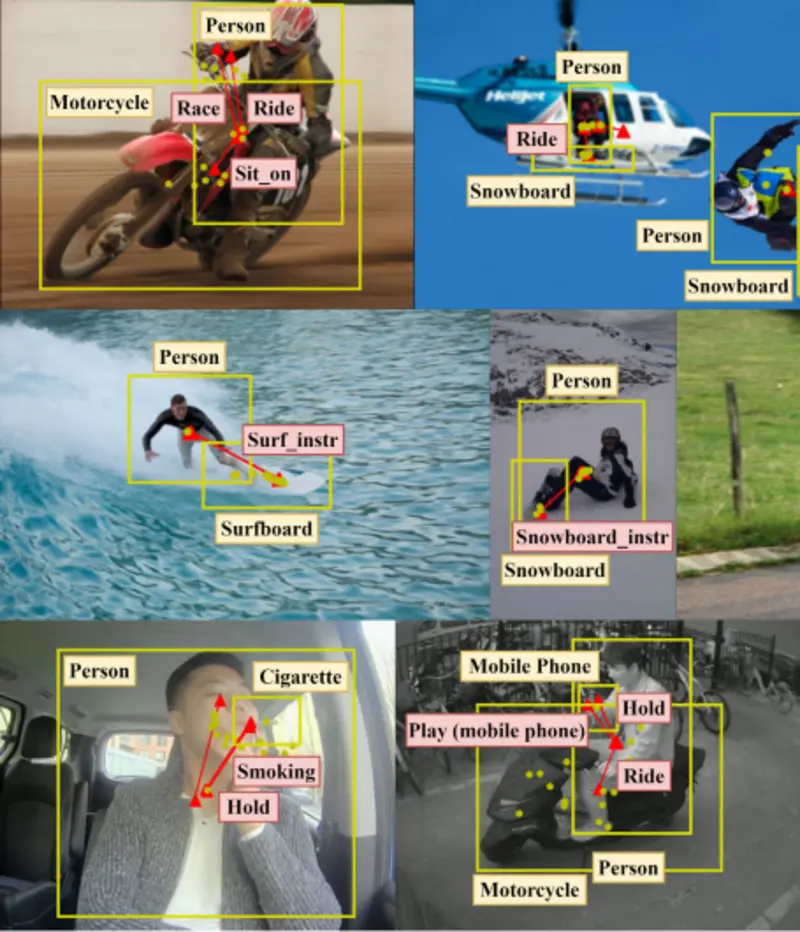 Person
Motorcycle
Race
Ride
Sit_on
Helijet
Person
Ride
Snowboard
Person
Snowboard
Person
Surf_instr
Surfboard
Person
Snowboard_instr
Snowboard
Person
Cigarette
Smoking
Hold
Mobile Phone
Hold
Play (mobile phone)
Ride
Person
Motorcycle